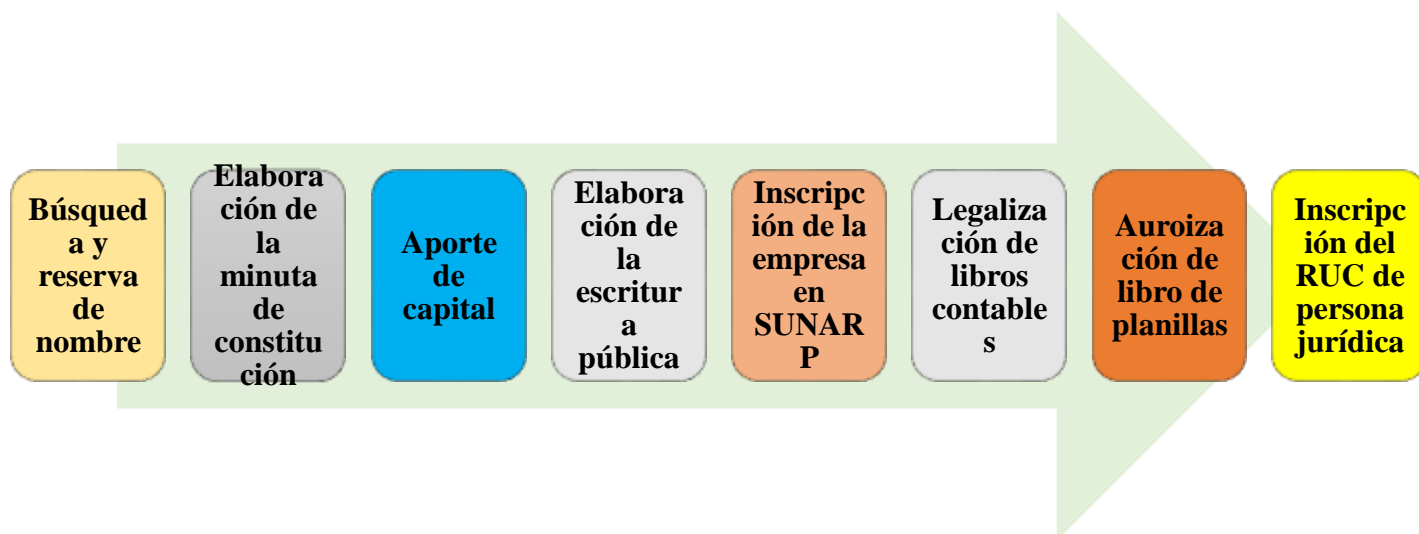 Búsqued
a y
reserva
de
nombre
Elabora
ción de
la
minuta
de
constitu
ción
Aporte
de
capital
Elabora
ción de
la
escritur
a
pública
Inscripc
ión de la
empresa
en
SUNAR
P
Legaliza
ción de
libros
contable
s
Auroiza
ción de
libro de
planillas
Inscripc
ión del
RUC de
persona
jurídica